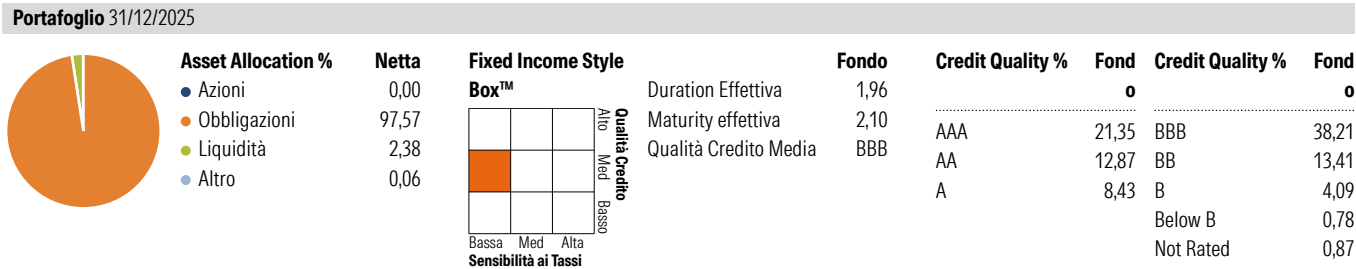 Portafoglio 31/12/2025
Asset Allocation % Netta
Azioni 0,00
Obbligazioni 97,57
Liquidità 2,38
Altro 0,06
Fixed Income Style Box™
Fondo
Duration Effettiva 1,96
Maturity effettiva 2,10
Qualità Credito Media BBB
Alto
Med
Basso
Qualità Credito
Bassa Med Alta
Sensibilità ai Tassi
Credit Quality % Fond
o
AAA 21,35
AA 12,87
A 8,43
Credit Quality % Fond
o
BBB 38,21
BB 13,41
B 4,09
Below B 0,78
Not Rated 0,87